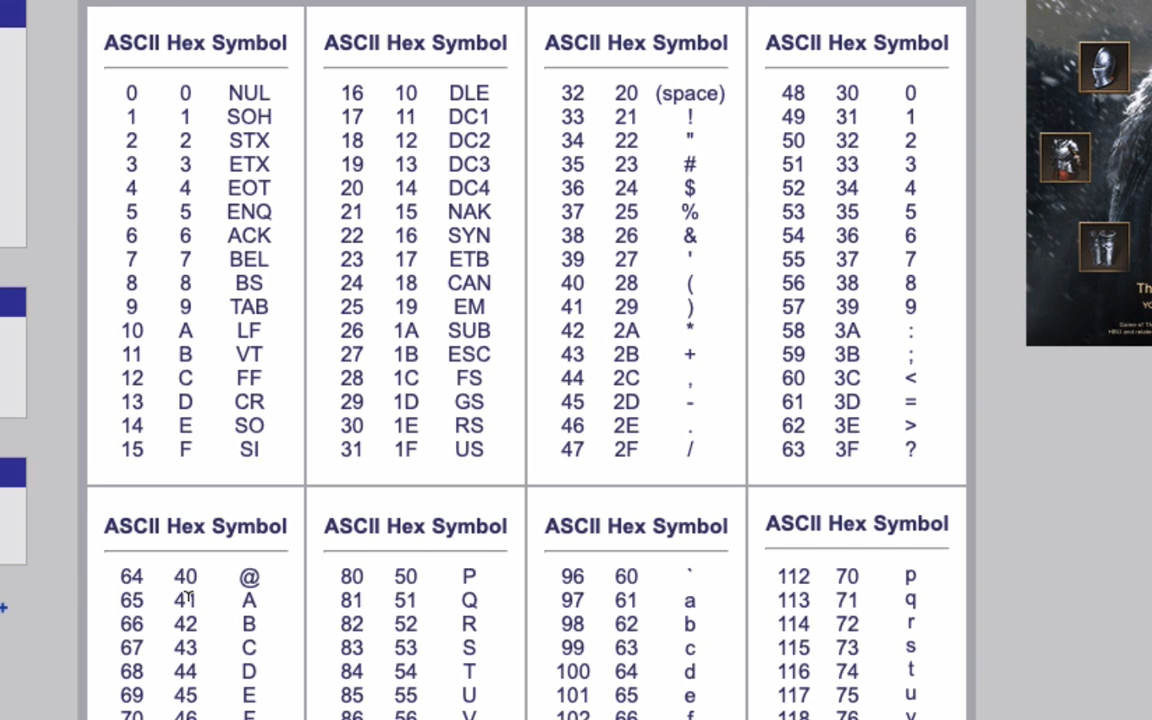 ASCII Hex Symbol
0 0 NUL
1 1 SOH
2 2 STX
3 3 ETX
4 4 EOT
5 5 ENQ
6 6 ACK
7 7 BEL
8 8 BS
9 9 TAB
10 A LF
11 B VT
12 C FF
13 D CR
14 E SO
15 F SI
ASCII Hex Symbol
16 10 DLE
17 11 DC1
18 12 DC2
19 13 DC3
20 14 DC4
21 15 NAK
22 16 SYN
23 17 ETB
24 18 CAN
25 19 EM
26 1A SUB
27 1B ESC
28 1C FS
29 1D GS
30 1E RS
31 1F US
ASCII Hex Symbol
32 20 (space)
33 21 !
34 22 "
35 23 #
36 24 $
37 25 %
38 26 &
39 27 '
40 28 (
41 29 )
42 2A *
43 2B +
44 2C ,
45 2D -
46 2E .
47 2F /
ASCII Hex Symbol
48 30 0
49 31 1
50 32 2
51 33 3
52 34 4
53 35 5
54 36 6
55 37 7
56 38 8
57 39 9
58 3A :
59 3B ;
60 3C <
61 3D =
62 3E >
63 3F ?
ASCII Hex Symbol
64 40 @
65 41 A
66 42 B
67 43 C
68 44 D
69 45 E
70 46 F
ASCII Hex Symbol
80 50 P
81 51 Q
82 52 R
83 53 S
84 54 T
85 55 U
86 56 V
ASCII Hex Symbol
96 60 `
97 61 a
98 62 b
99 63 c
100 64 d
101 65 e
102 66 f
ASCII Hex Symbol
112 70 p
113 71 q
114 72 r
115 73 s
116 74 t
117 75 u
118 76 v
+
Th